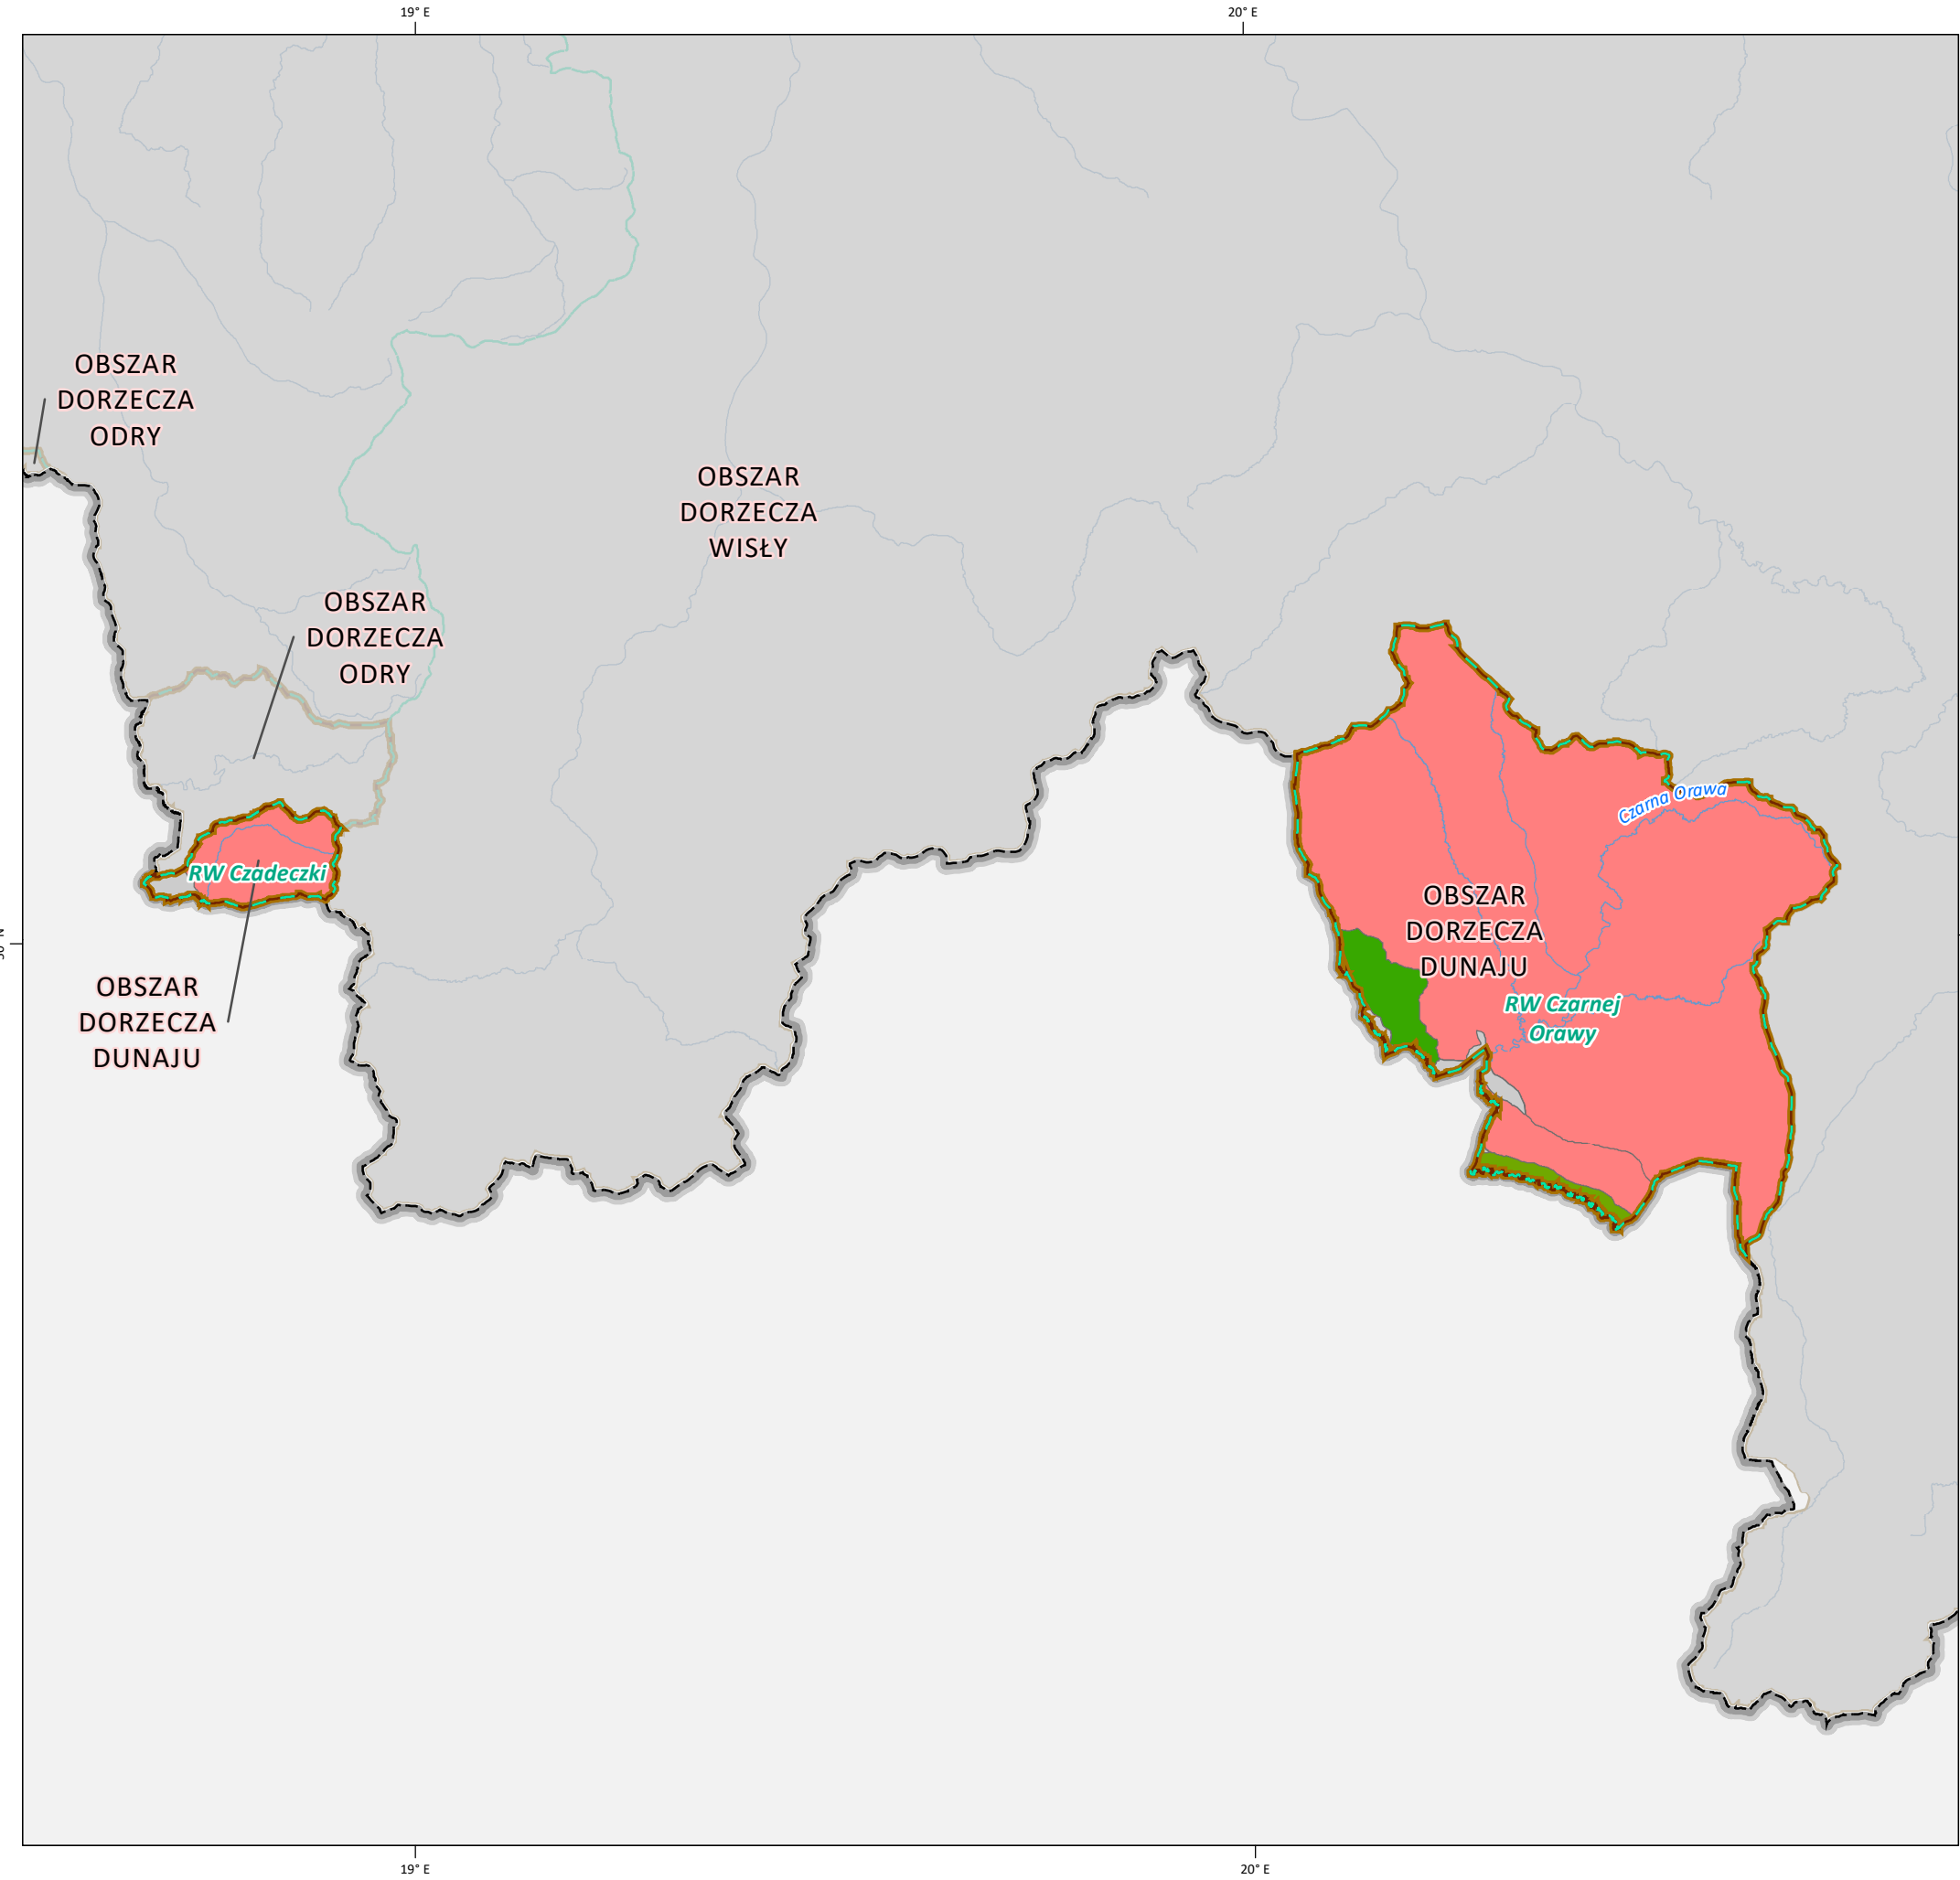 19° E
20° E
OBSZAR
DORZECZA
ODRY
OBSZAR
DORZECZA
WISŁY
OBSZAR
DORZECZA
ODRY
Czarna Orawa
RW Czadeczki
OBSZAR
DORZECZA
DUNAJU
RW Czarnej
Orawy
OBSZAR
DORZECZA
DUNAJU
19° E
20° E